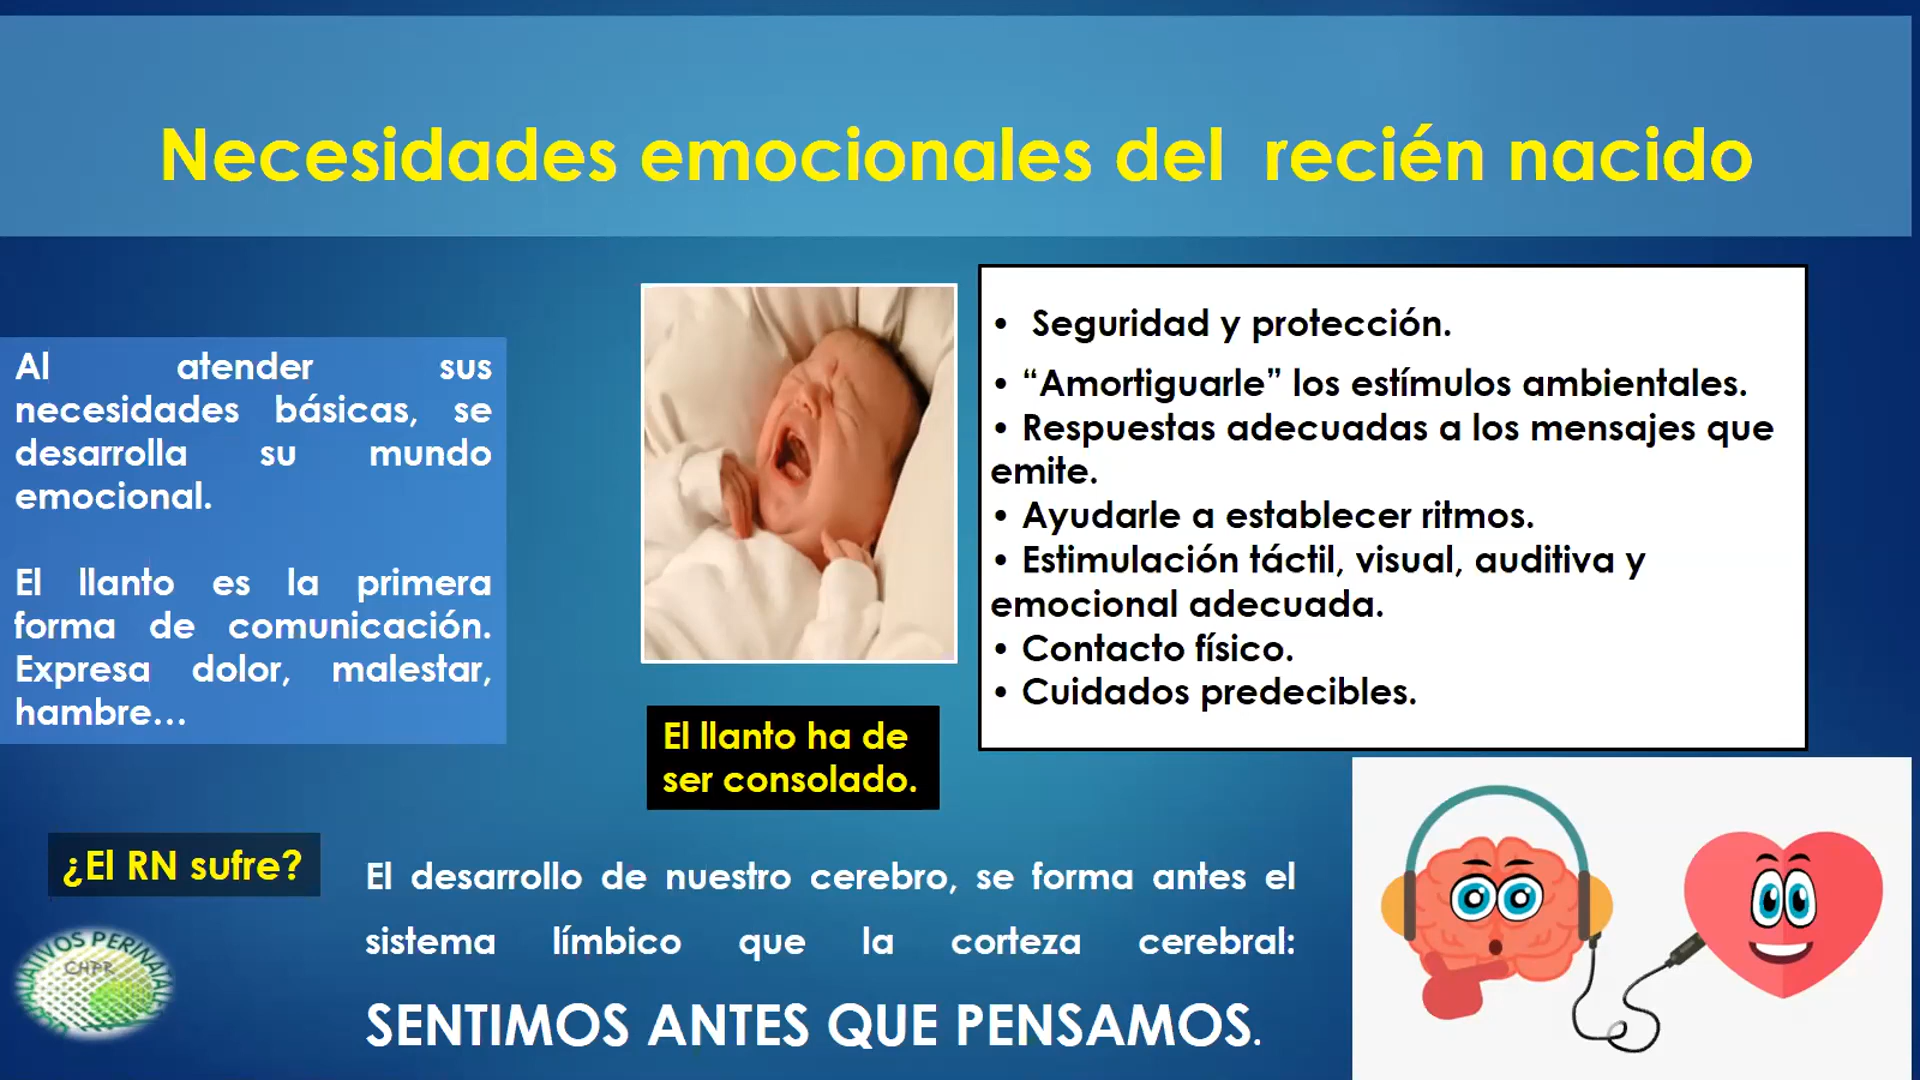 Necesidades emocionales del recién nacido
Al atender sus
necesidades básicas, se
desarrolla su mundo
emocional.
El llanto es la primera
forma de comunicación.
Expresa dolor, malestar,
hambre...
El llanto ha de
ser consolado.
• Seguridad y protección.
• “Amortiguarle” los estímulos ambientales.
• Respuestas adecuadas a los mensajes que
emite.
• Ayudarle a establecer ritmos.
• Estimulación táctil, visual, auditiva y
emocional adecuada.
• Contacto físico.
• Cuidados predecibles.
¿El RN sufre?
El desarrollo de nuestro cerebro, se forma antes el
sistema límbico que la corteza cerebral:
SENTIMOS ANTES QUE PENSAMOS.
CHPR